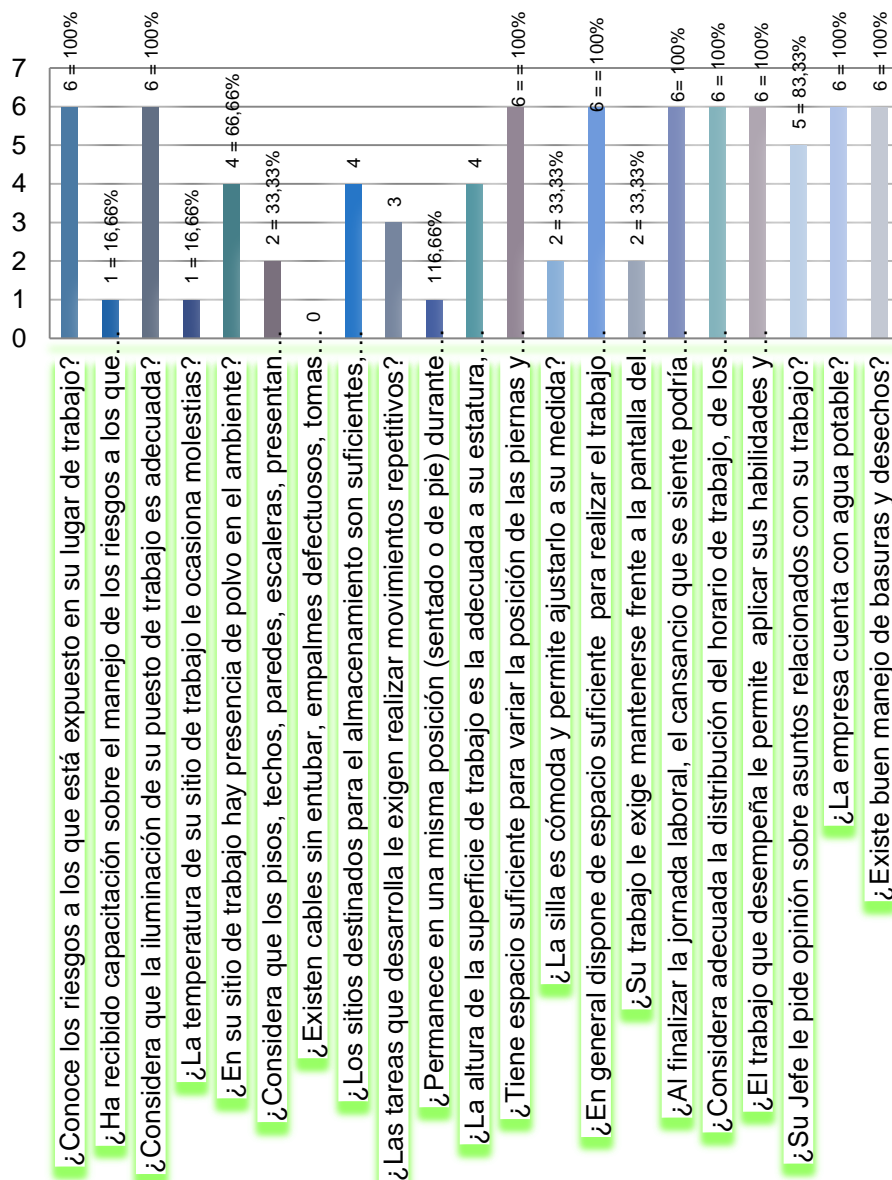 7
6
5
4
3
2
1
0
6 = 100%
1 = 16,66%
6 = 100%
1 = 16,66%
4 = 66,66%
2 = 33,33%
0
4
3
116,66%
4
6 = = 100%
2 = 33,33%
6 = = 100%
2 = 33,33%
6= 100%
6 = 100%
6 = 100%
5 = 83,33%
6 = 100%
6 = 100%
¿Conoce los riesgos a los que está expuesto en su lugar de trabajo?
¿Ha recibido capacitación sobre el manejo de los riesgos a los que…
¿Considera que la iluminación de su puesto de trabajo es adecuada?
¿La temperatura de su sitio de trabajo le ocasiona molestias?
¿En su sitio de trabajo hay presencia de polvo en el ambiente?
¿Considera que los pisos, techos, paredes, escaleras, presentan…
¿Existen cables sin entubar, empalmes defectuosos, tomas…
¿Los sitios destinados para el almacenamiento son suficientes,…
¿Las tareas que desarrolla le exigen realizar movimientos repetitivos?
¿Permanece en una misma posición (sentado o de pie) durante…
¿La altura de la superficie de trabajo es la adecuada a su estatura,…
¿Tiene espacio suficiente para variar la posición de las piernas y…
¿La silla es cómoda y permite ajustarlo a su medida?
¿En general dispone de espacio suficiente para realizar el trabajo…
¿Su trabajo le exige mantenerse frente a la pantalla del…
¿Al finalizar la jornada laboral, el cansancio que se siente podría…
¿Considera adecuada la distribución del horario de trabajo, de los…
¿El trabajo que desempeña le permite aplicar sus habilidades y…
¿Su Jefe le pide opinión sobre asuntos relacionados con su trabajo?
¿La empresa cuenta con agua potable?
¿Existe buen manejo de basuras y desechos?